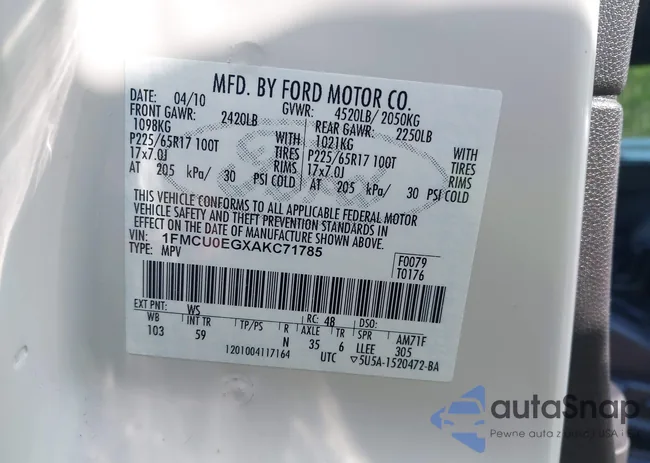 MFD. BY FORD MOTOR CO.
DATE: 04/10 GVWR: 4520LB/ 2050KG
FRONT GAWR: 2420LB REAR GAWR: 2250LB
1098KG WITH 1021KG WITH
P225/65R17 100T TIRES P225/65R17 100T TIRES
17x7.0J RIMS 17x7.0J RIMS
AT 205 kPa/ 30 PSI COLD AT 205 kPa/ 30 PSI COLD
THIS VEHICLE CONFORMS TO ALL APPLICABLE FEDERAL MOTOR
VEHICLE SAFETY AND THEFT PREVENTION STANDARDS IN
EFFECT ON THE DATE OF MANUFACTURE SHOWN ABOVE.
VIN: 1FMCU0EGXAKC71785 F0079
TYPE: MPV T0176
EXT PNT: WS RC: 48 DSO:
WB INT TR TP/PS R AXLE TR SPR AM71F
103 59 N 35 6 LLEE 305
1201004117164 UTC ▽5U5A-1520472-BA
autaSnap
Pewne auta z USA